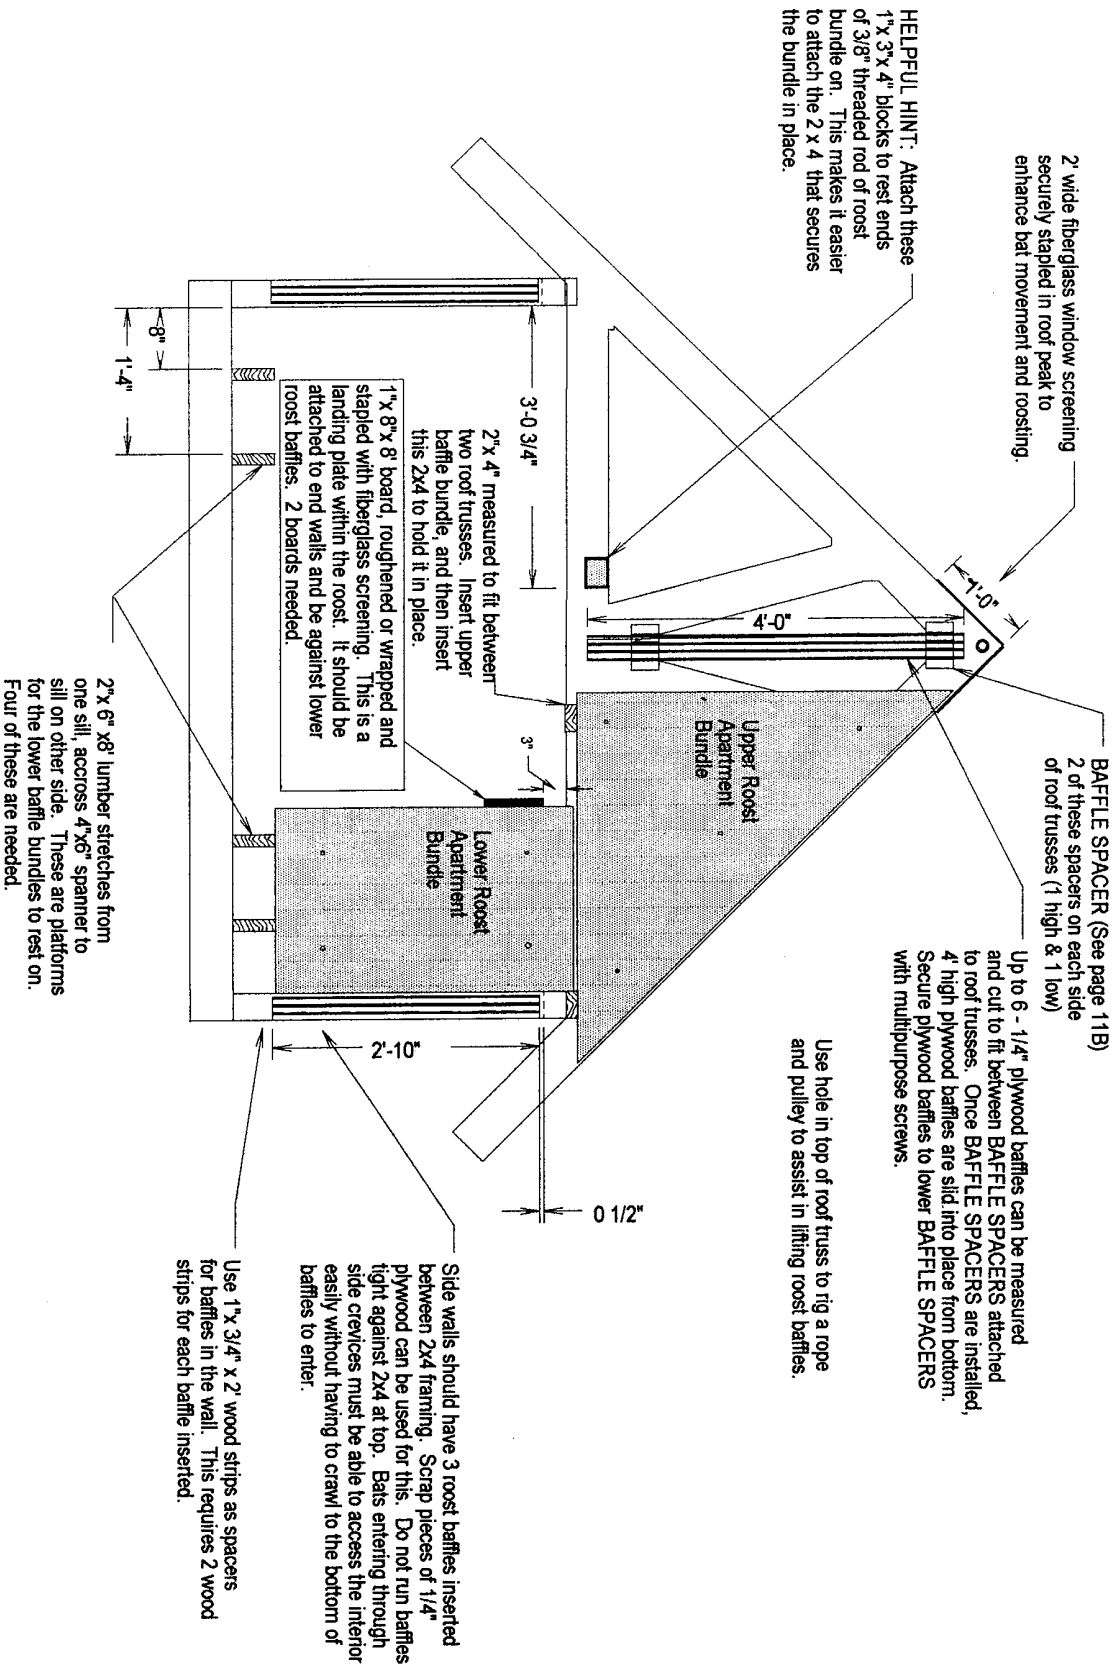 2' wide fiberglass window screening
securely stapled in roof peak to
enhance bat movement and roosting.
HELPFUL HINT:  Attach these
1"x 3"x 4" blocks to rest ends
of 3/8" threaded rod of roost
bundle on.  This makes it easier
to attach the 2 x 4  that secures
the bundle in place.
1'-0"
BAFFLE SPACER (See page 11B)
2 of these spacers on each side
of roof trusses (1 high & 1 low)
Up to 6 - 1/4" plywood baffles can be measured
and cut to fit between BAFFLE SPACERS attached
to roof trusses.  Once BAFFLE SPACERS are installed,
4' high plywood baffles are slid into place from bottom.
Secure plywood baffles to lower BAFFLE SPACERS
with multipurpose screws.
4'-0"
Use hole in top of roof truss to rig a rope
and pulley to assist in lifting roost baffles.
Upper Roost
Apartment
Bundle
3'-0 3/4"
2"x 4" measured to fit between
two roof trusses.  Insert upper
baffle bundle, and then insert
this 2x4 to hold it in place.
3"
1"x 8"x 8' board, roughened or wrapped and
stapled with fiberglass screening.  This is a
landing plate within the roost.  It should be
attached to end walls and be against lower
roost baffles.  2 boards needed.
Lower Roost
Apartment
Bundle
0 1/2"
2'-10"
8"
1'-4"
Side walls should have 3 roost baffles inserted
between 2x4 framing.  Scrap pieces of 1/4"
plywood can be used for this.  Do not run baffles
tight against 2x4 at top.  Bats entering through
side crevices must be able to access the interior
easily without having to crawl to the bottom of
baffles to enter.
Use 1"x 3/4" x 2' wood strips as spacers
for baffles in the wall.  This requires 2 wood
strips for each baffle inserted.
2"x 6" x8' lumber stretches from
one sill, accross 4"x6" spanner to
sill on other side.  These are platforms
for the lower baffle bundles to rest on.
Four of these are needed.